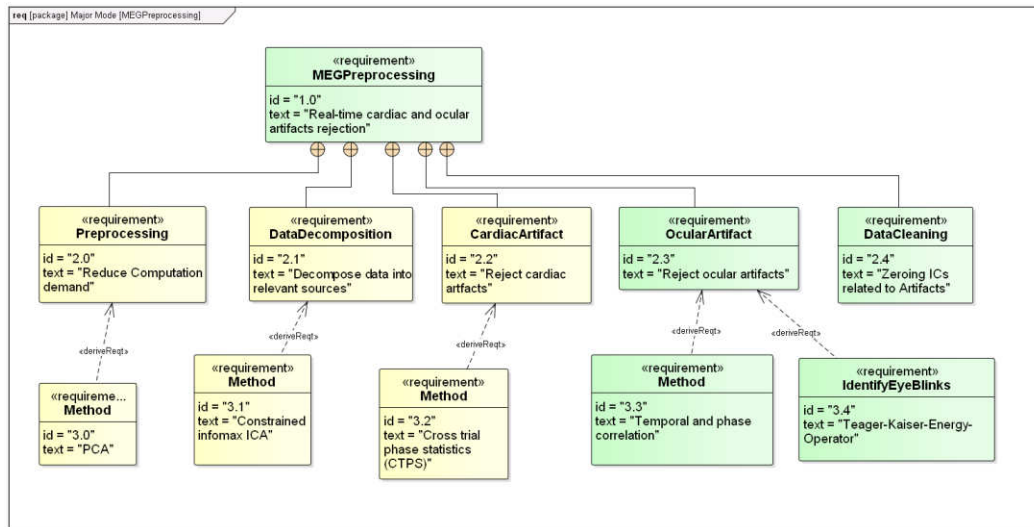 req [package] Major Mode [MEGPreprocessing]
«requirement»
MEGPreprocessing
id = "1.0"
text = "Real-time cardiac and ocular
artifacts rejection"
«requirement»
Preprocessing
id = "2.0"
text = "Reduce Computation
demand"
«requirement»
DataDecomposition
id = "2.1"
text = "Decompose data into
relevant sources"
«requirement»
CardiacArtifact
id = "2.2"
text = "Reject cardiac
artfacts"
«requirement»
OcularArtifact
id = "2.3"
text = "Reject ocular artifacts"
«requirement»
DataCleaning
id = "2.4"
text = "Zeroing ICs
related to Artifacts"
«deriveReqt»
«deriveReqt»
«deriveReqt»
«deriveReqt»
«deriveReqt»
«requireme...
Method
id = "3.0"
text = "PCA"
«requirement»
Method
id = "3.1"
text = "Constrained
infomax ICA"
«requirement»
Method
id = "3.2"
text = "Cross trial
phase statistics
(CTPS)"
«requirement»
Method
id = "3.3"
text = "Temporal and phase
correlation"
«requirement»
IdentifyEyeBlinks
id = "3.4"
text = "Teager-Kaiser-Energy-
Operator"